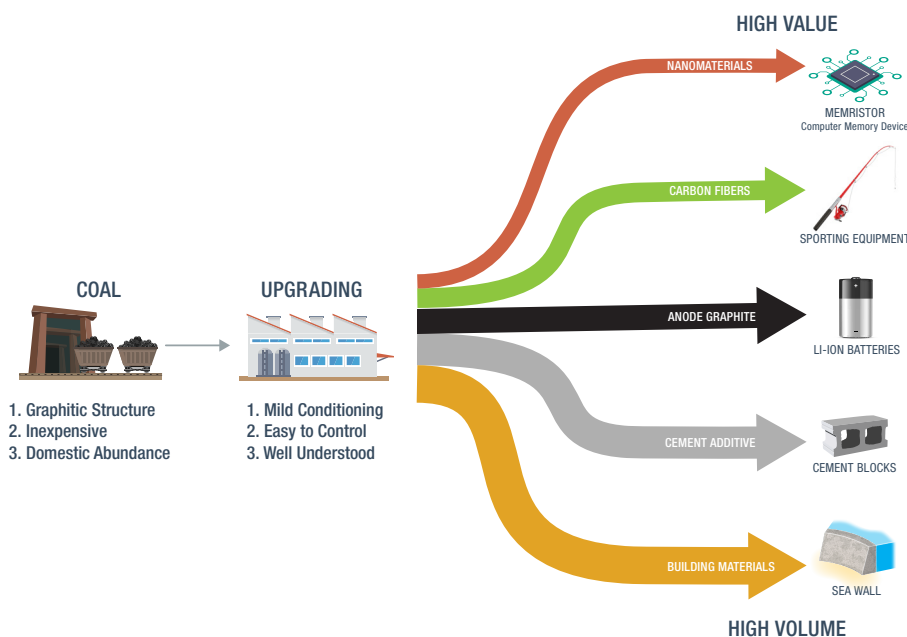 HIGH VALUE
NANOMATERIALS
MEMRISTOR
Computer Memory Device
CARBON FIBERS
SPORTING EQUIPMENT
COAL
UPGRADING
ANODE GRAPHITE
LI-ION BATTERIES
1. Graphitic Structure
2. Inexpensive
3. Domestic Abundance
1. Mild Conditioning
2. Easy to Control
3. Well Understood
CEMENT ADDITIVE
CEMENT BLOCKS
BUILDING MATERIALS
SEA WALL
HIGH VOLUME